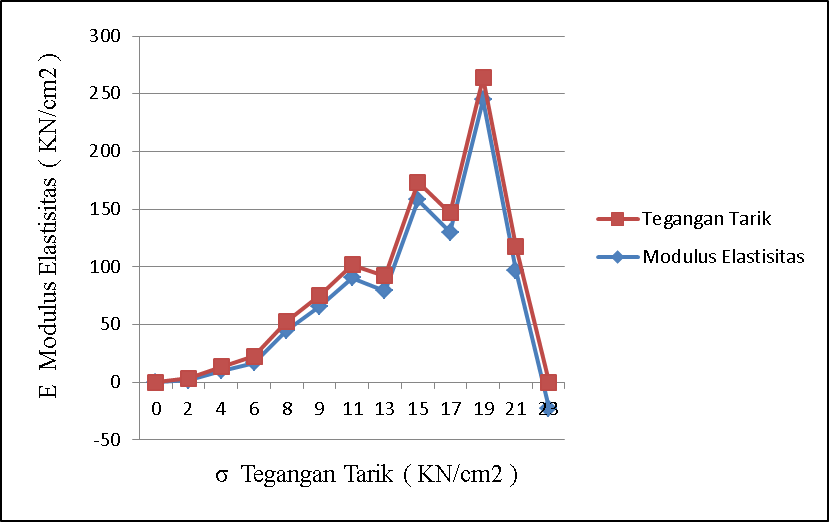 300
250
200
150
100
50
0
-50
0 2 4 6 8 9 11 13 15 17 19 21 23
E Modulus Elastisitas ( KN/cm2 )
σ Tegangan Tarik ( KN/cm2 )
Tegangan Tarik
Modulus Elastisitas